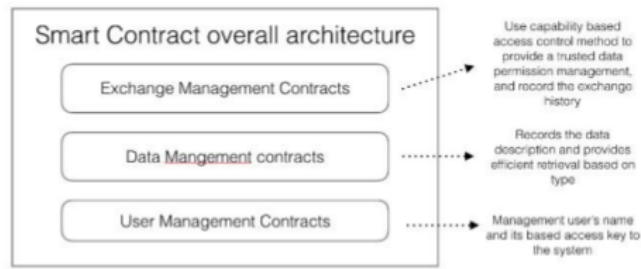 Smart Contract overall architecture
Exchange Management Contracts
Data Mangement contracts
User Management Contracts
Use capability based
access control method to
provide a trusted data
permission management,
and record the exchange
history
Records the data
description and provides
efficient retrieval based on
type
Management user's name
and its based access key to
the system